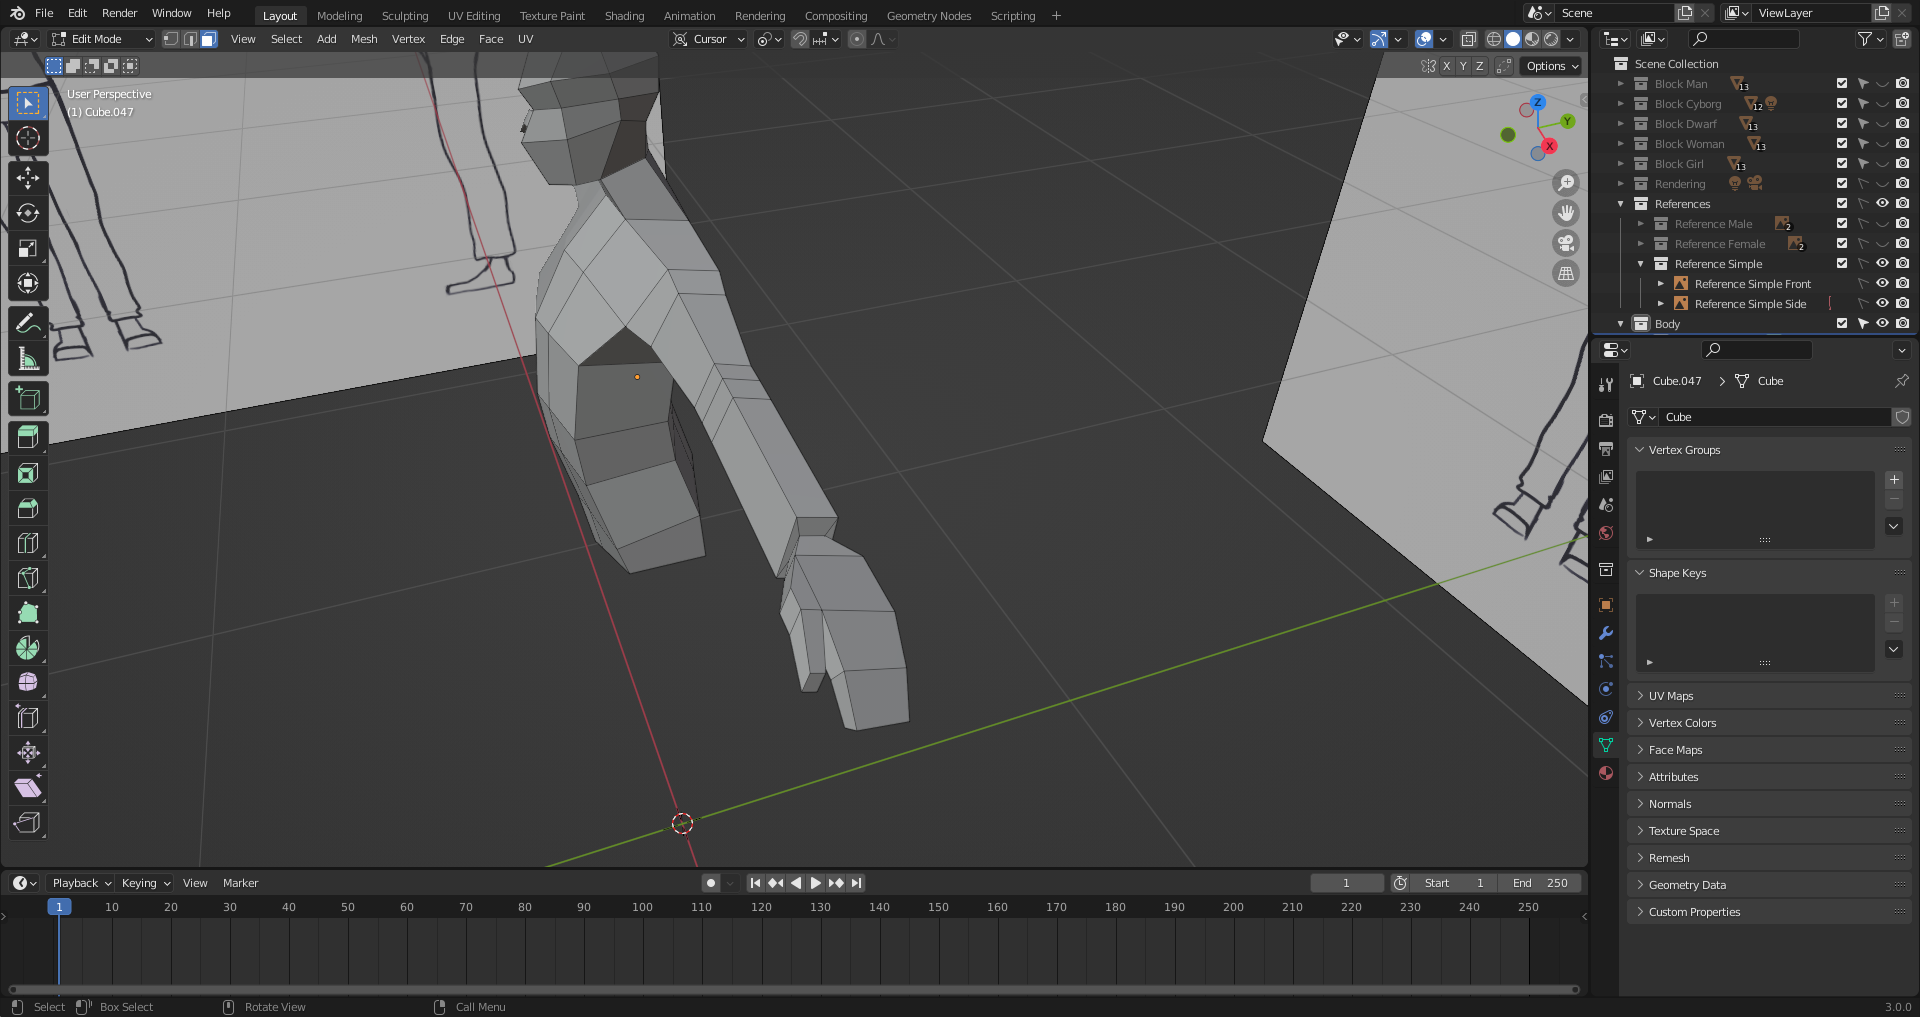 File Edit Render Window Help Layout Modeling Sculpting UV Editing Texture Paint Shading Animation Rendering Compositing Geometry Nodes Scripting + Scene ViewLayer
Edit Mode View Select Add Mesh Vertex Edge Face UV Cursor
X Y Z Options
User Perspective
(1) Cube.047
Z
Y
X
Scene Collection
Block Man 13
Block Cyborg 12
Block Dwarf 13
Block Woman 13
Block Girl 13
Rendering
References
Reference Male 2
Reference Female 2
Reference Simple
Reference Simple Front
Reference Simple Side
Body
Cube.047 Cube
Cube
Vertex Groups
Shape Keys
UV Maps
Vertex Colors
Face Maps
Attributes
Normals
Texture Space
Remesh
Geometry Data
Custom Properties
Playback Keying View Marker 1 Start 1 End 250
1 10 20 30 40 50 60 70 80 90 100 110 120 130 140 150 160 170 180 190 200 210 220 230 240 250
Select Box Select Rotate View Call Menu 3.0.0